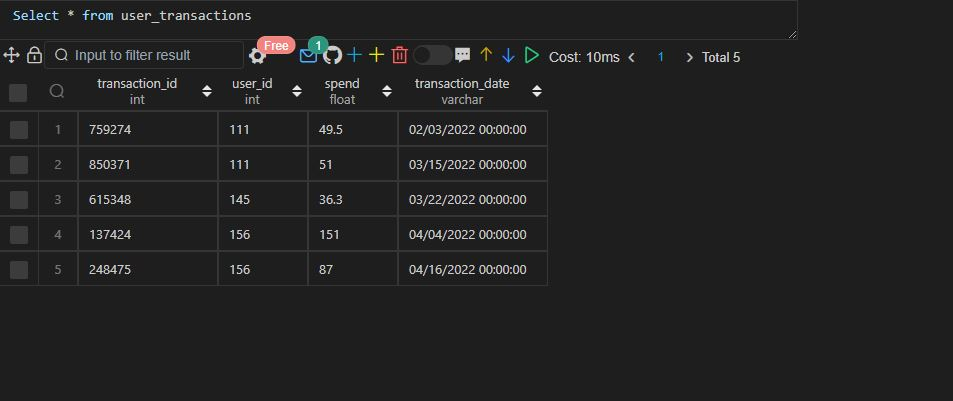 Select * from user_transactions
Free
1
Input to filter result
Cost: 10ms
1
Total 5
transaction_id user_id spend transaction_date
int int float varchar
1 759274 111 49.5 02/03/2022 00:00:00
2 850371 111 51 03/15/2022 00:00:00
3 615348 145 36.3 03/22/2022 00:00:00
4 137424 156 151 04/04/2022 00:00:00
5 248475 156 87 04/16/2022 00:00:00